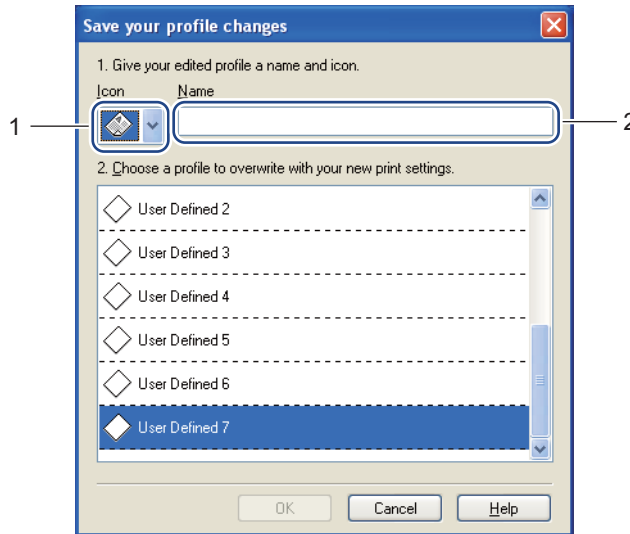 Save your profile changes
1. Give your edited profile a name and icon.
Icon Name
1
2
2. Choose a profile to overwrite with your new print settings.
User Defined 2
User Defined 3
User Defined 4
User Defined 5
User Defined 6
User Defined 7
OK Cancel Help